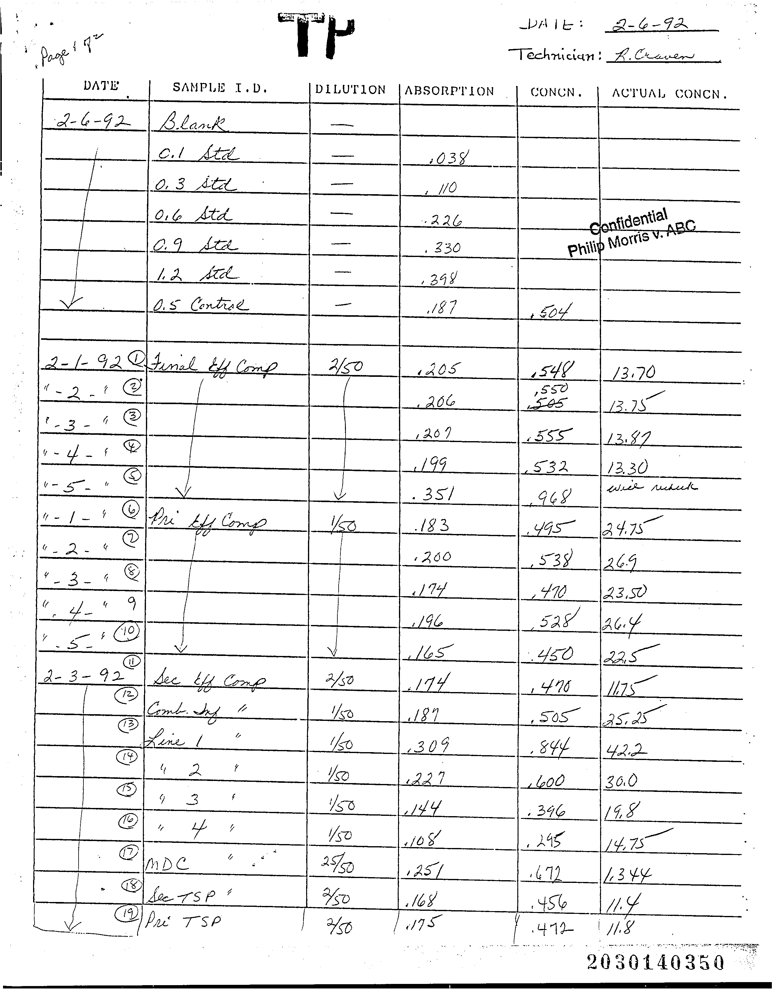 TP
DATE: 2-6-92
Page 1 of 2
Technician: R. Craven
DATE SAMPLE I.D. DILUTION ABSORPTION CONCN. ACTUAL CONCN.
2-6-92 Blank —
0.1 Std — .038
0.3 Std — .110
0.6 Std — .226
Confidential
Philip Morris v. ABC
0.9 Std — .330
1.2 Std — .398
0.5 Control — .187 .504
2-1-92 ① Final Eff Comp 2/50 .205 .548 13.70
"-2-" ② .206 .550 .505 13.75
"-3-" ③ .207 .555 13.87
"-4-" ④ .199 .532 13.30
"-5-" ⑤ .351 .968 will recheck
"-1-" ⑥ Pri Eff Comp 1/50 .183 .495 24.75
"-2-" ⑦ .200 .538 26.9
"-3-" ⑧ .174 .470 23.50
"-4-" 9 .196 .528 26.4
"-5-" ⑩ .165 .450 22.5
2-3-92 ⑪ Sec Eff Comp 2/50 .174 .470 11.75
⑫ Comb. Inf " 1/50 .187 .505 25.25
⑬ Line 1 " 1/50 .309 .844 42.2
⑭ " 2 " 1/50 .227 .600 30.0
⑮ " 3 " 1/50 .144 .396 19.8
⑯ " 4 " 1/50 .108 .295 14.75
⑰ MDC " 25/50 .251 .672 1.344
⑱ Sec TSP " 2/50 .168 .456 11.4
⑲ Pri TSP 2/50 .175 .472 11.8
2030140350